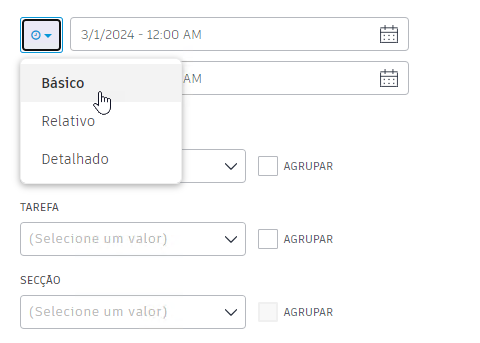 3/1/2024 - 12:00 AM
Básico
AM
Relativo
Detalhado
AGRUPAR
TAREFA
(Selecione um valor)
AGRUPAR
SECÇÃO
(Selecione um valor)
AGRUPAR